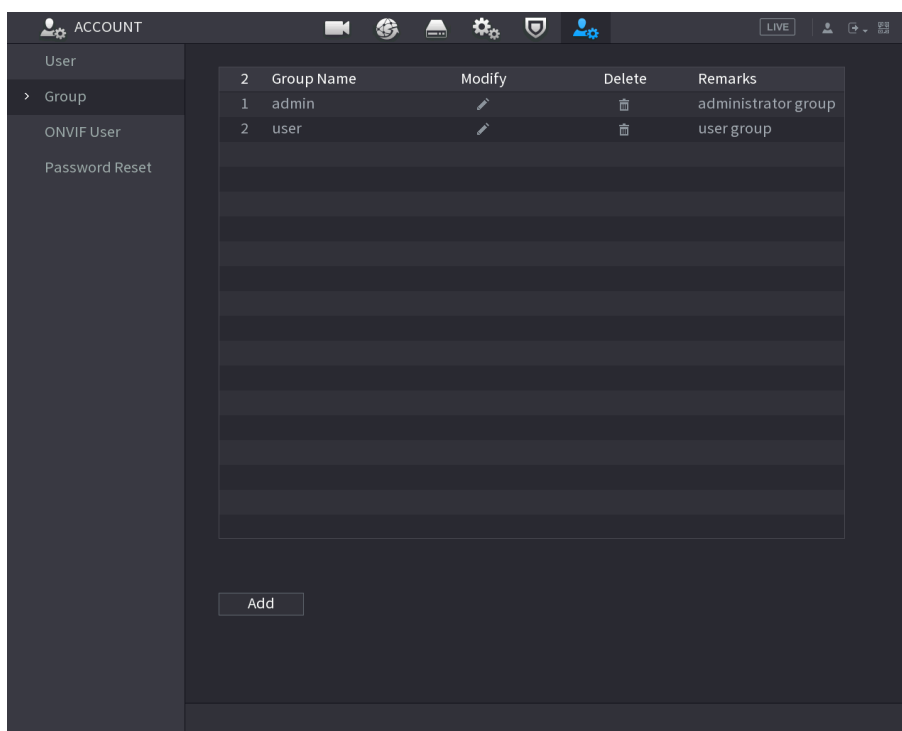 ACCOUNT
LIVE
User
Group
ONVIF User
Password Reset
2 Group Name Modify Delete Remarks
1 admin administrator group
2 user user group
Add